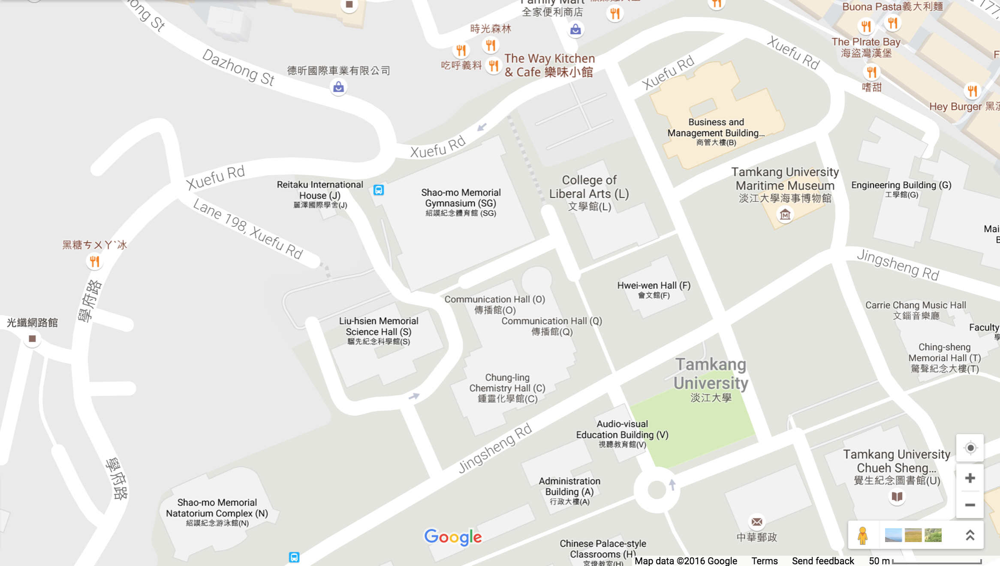 ong St
Dazhong St
德昕國際車業有限公司
Family Mart
全家便利商店
時光森林
吃呼義料
The Way Kitchen
& Cafe 樂味小館
Buona Pasta義大利麵
The PIrate Bay
海盜灣漢堡
嗜甜
Hey Burger 黑
Xuefu Rd
Xuefu Rd
Xuefu Rd
Xuefu Rd
Business and
Management Building...
商管大樓(B)
Reitaku International
House (J)
麗澤國際學舍(J)
Lane 198, Xuefu Rd
Shao-mo Memorial
Gymnasium (SG)
紹謨紀念體育館 (SG)
College of
Liberal Arts (L)
文學館(L)
Tamkang University
Maritime Museum
淡江大學海事博物館
Engineering Building (G)
工學館(G)
Mai
B
黑糖ㄘㄨㄚˋ冰
學府路
光纖網路館
Jingsheng Rd
Hwei-wen Hall (F)
會文館(F)
Communication Hall (O)
傳播館(O)
Communication Hall (Q)
傳播館(Q)
Liu-hsien Memorial
Science Hall (S)
騮先紀念科學館(S)
Carrie Chang Music Hall
文錙音樂廳
Faculty
Ching-sheng
Memorial Hall (T)
驚聲紀念大樓(T)
Tamkang
University
淡江大學
Chung-ling
Chemistry Hall (C)
鍾靈化學館(C)
Audio-visual
Education Building (V)
視聽教育館(V)
Jingsheng Rd
學府路
Tamkang University
Chueh Sheng...
覺生紀念圖書館(U)
Administration
Building (A)
行政大樓(A)
Shao-mo Memorial
Natatorium Complex (N)
紹謨紀念游泳館(N)
中華郵政
Google
Chinese Palace-style
Classrooms (H)
宮燈教室(H)
Map data ©2016 Google Terms Send feedback 50 m